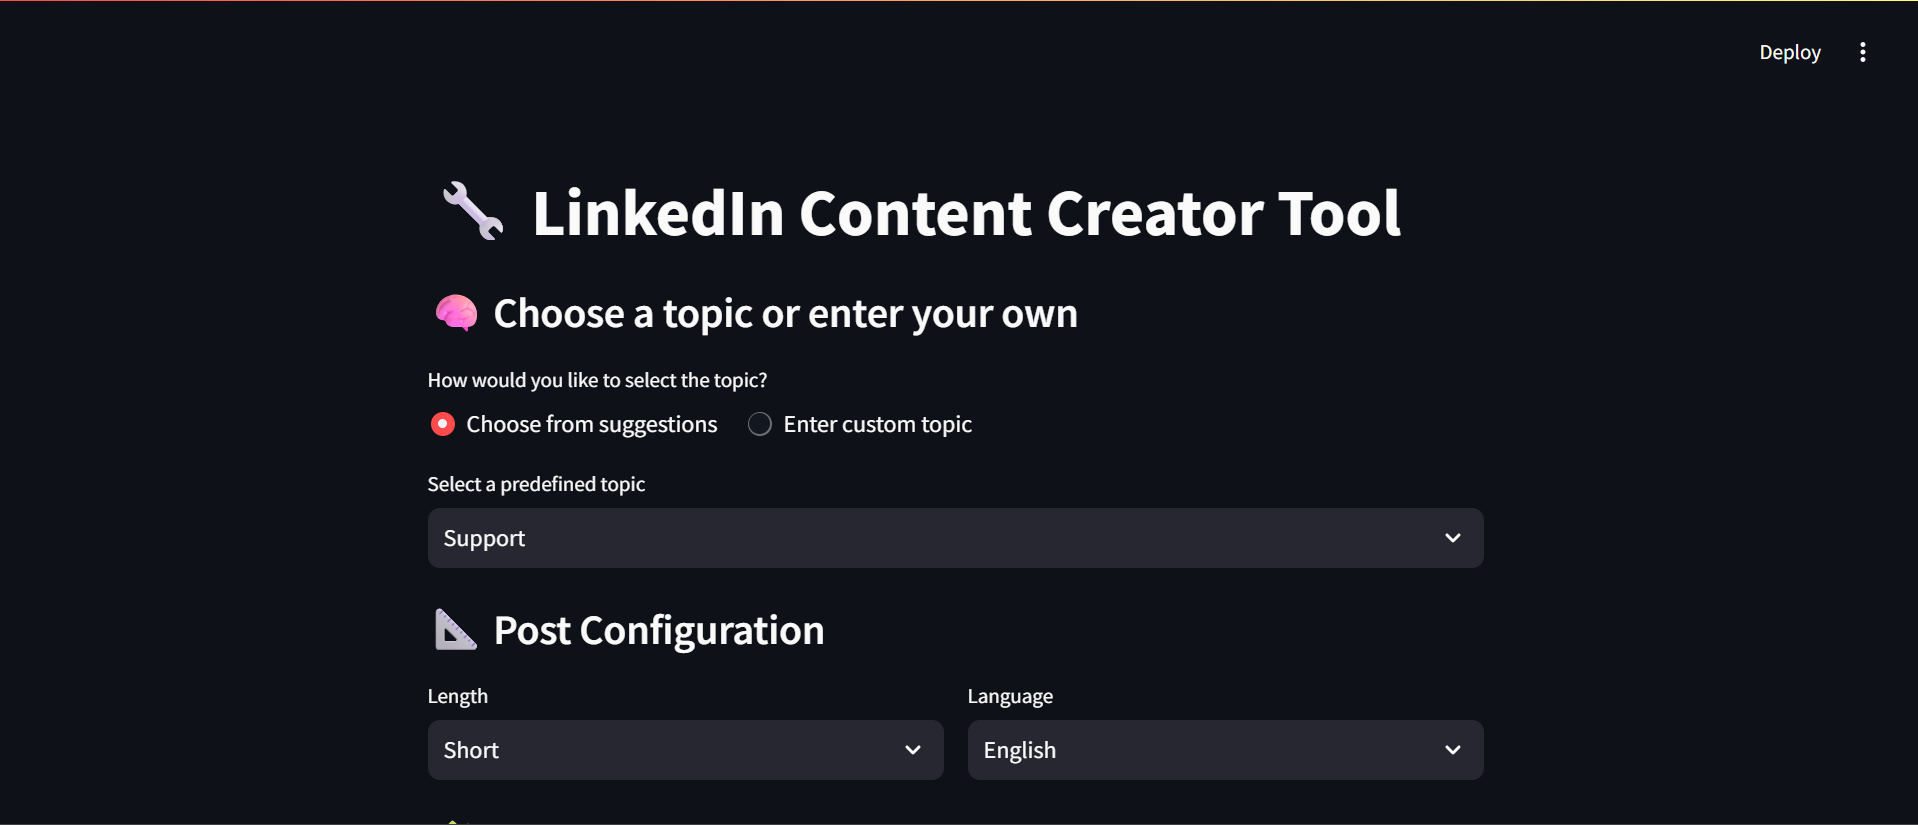 Deploy
LinkedIn Content Creator Tool
Choose a topic or enter your own
How would you like to select the topic?
Choose from suggestions Enter custom topic
Select a predefined topic
Support
Post Configuration
Length Language
Short English